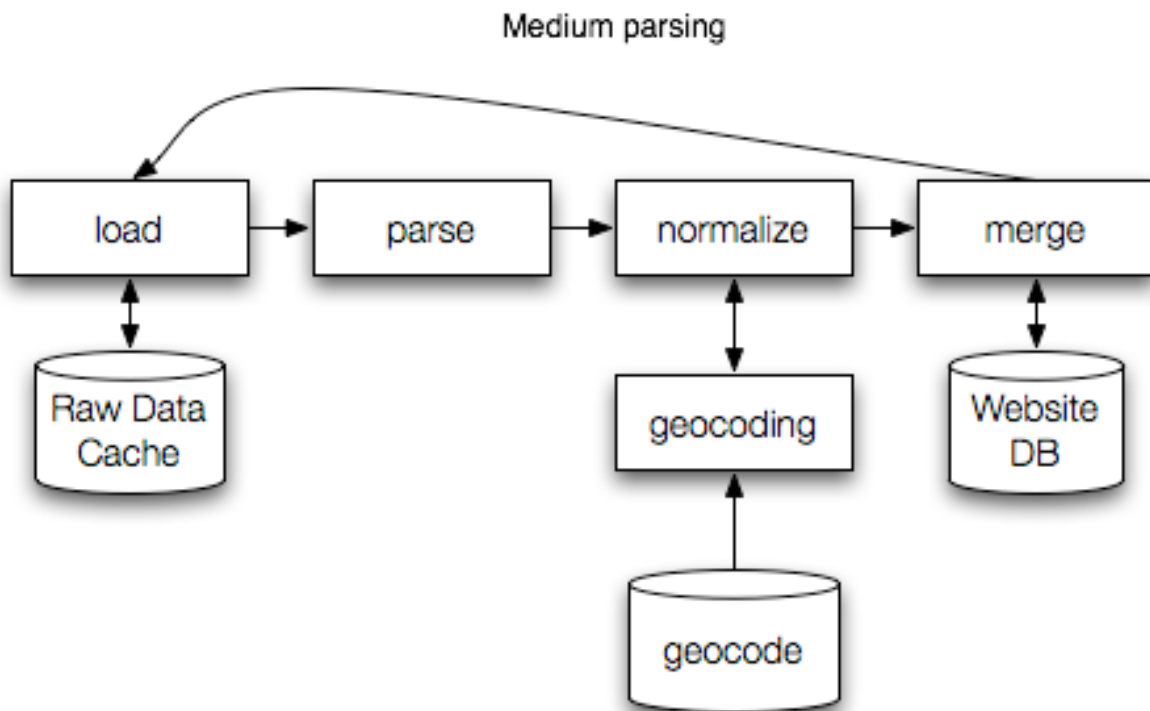 Medium parsing
load
parse
normalize
merge
Raw Data
Cache
geocoding
Website
DB
geocode